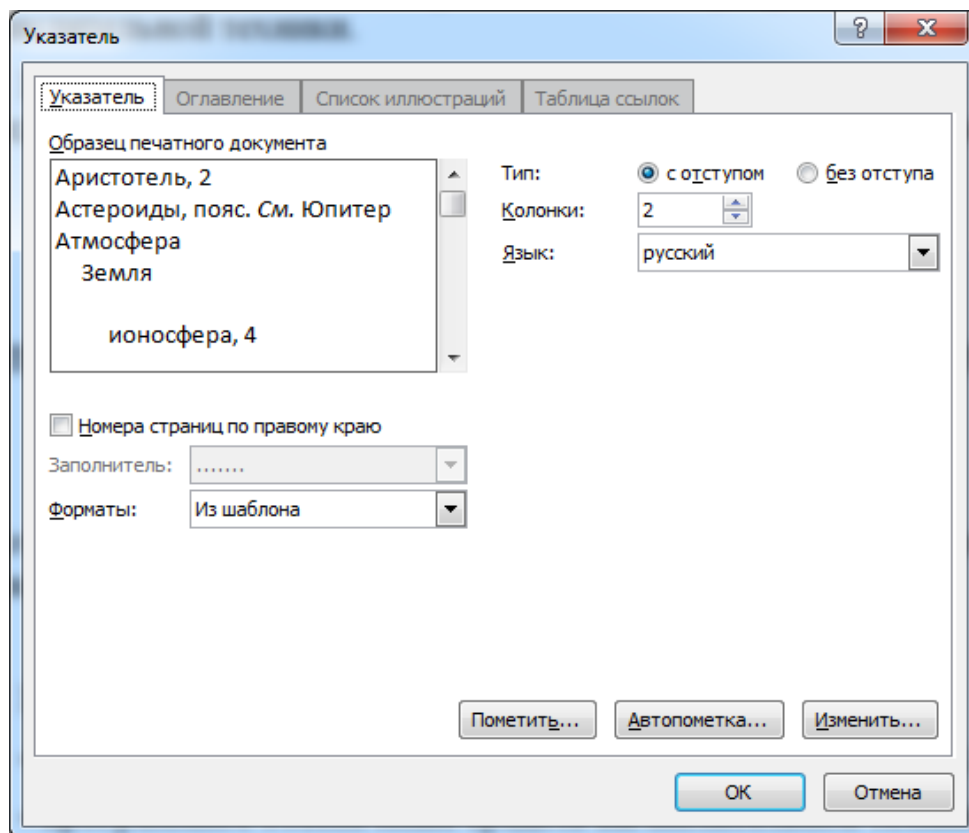 Указатель
Указатель
Оглавление
Список иллюстраций
Таблица ссылок
Образец печатного документа
Аристотель, 2
Астероиды, пояс. См. Юпитер
Атмосфера
Земля
ионосфера, 4
Тип:
с отступом
без отступа
Колонки:
2
Язык:
русский
Номера страниц по правому краю
Заполнитель:
.......
Форматы:
Из шаблона
Пометить...
Автопометка...
Изменить...
ОК
Отмена